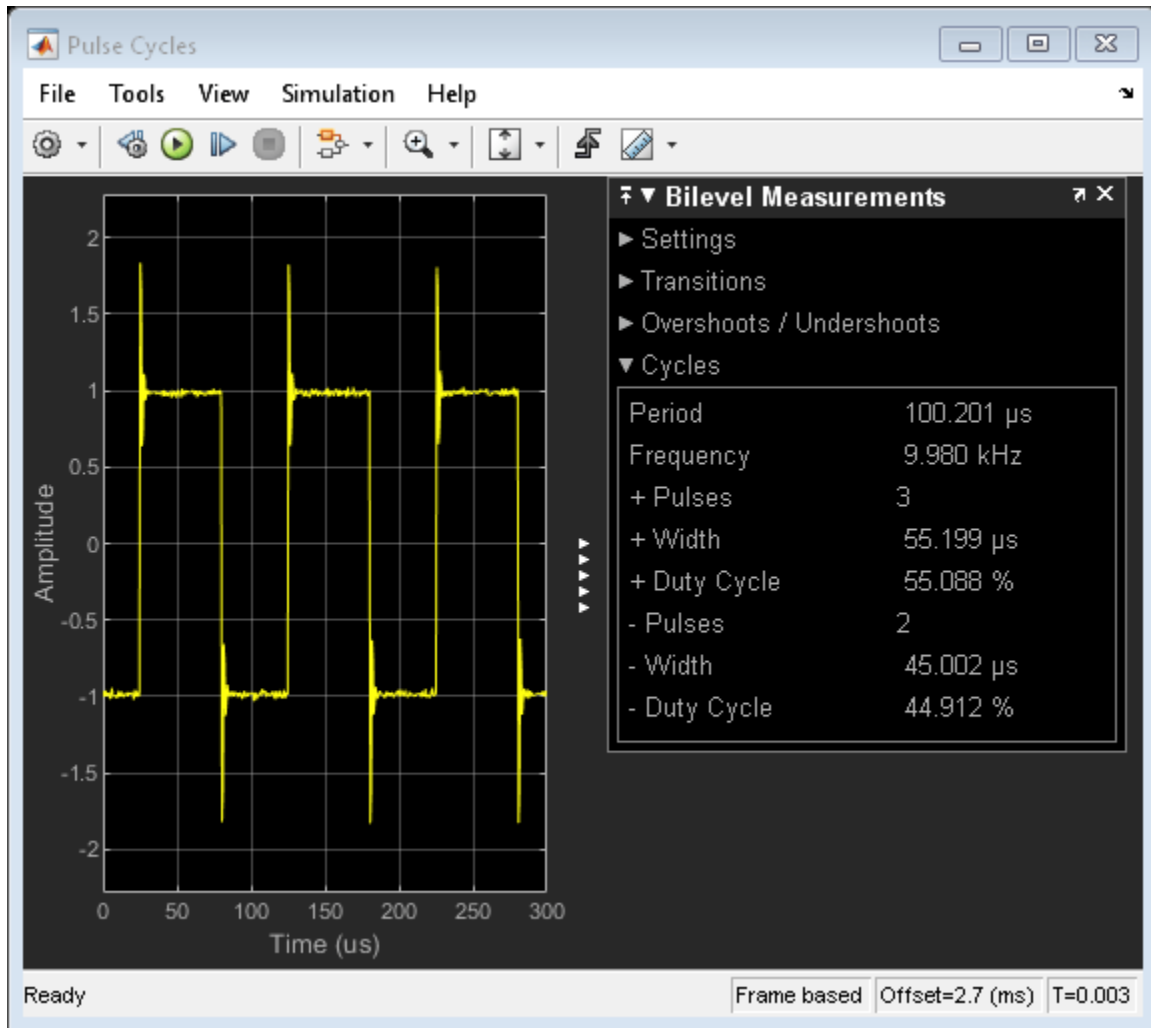 Pulse Cycles
File Tools View Simulation Help
Bilevel Measurements
Settings
Transitions
Overshoots / Undershoots
Cycles
Period 100.201 µs
Frequency 9.980 kHz
+ Pulses 3
+ Width 55.199 µs
+ Duty Cycle 55.088 %
- Pulses 2
- Width 45.002 µs
- Duty Cycle 44.912 %
Amplitude
2
1.5
1
0.5
0
-0.5
-1
-1.5
-2
0 50 100 150 200 250 300
Time (us)
Ready Frame based Offset=2.7 (ms) T=0.003